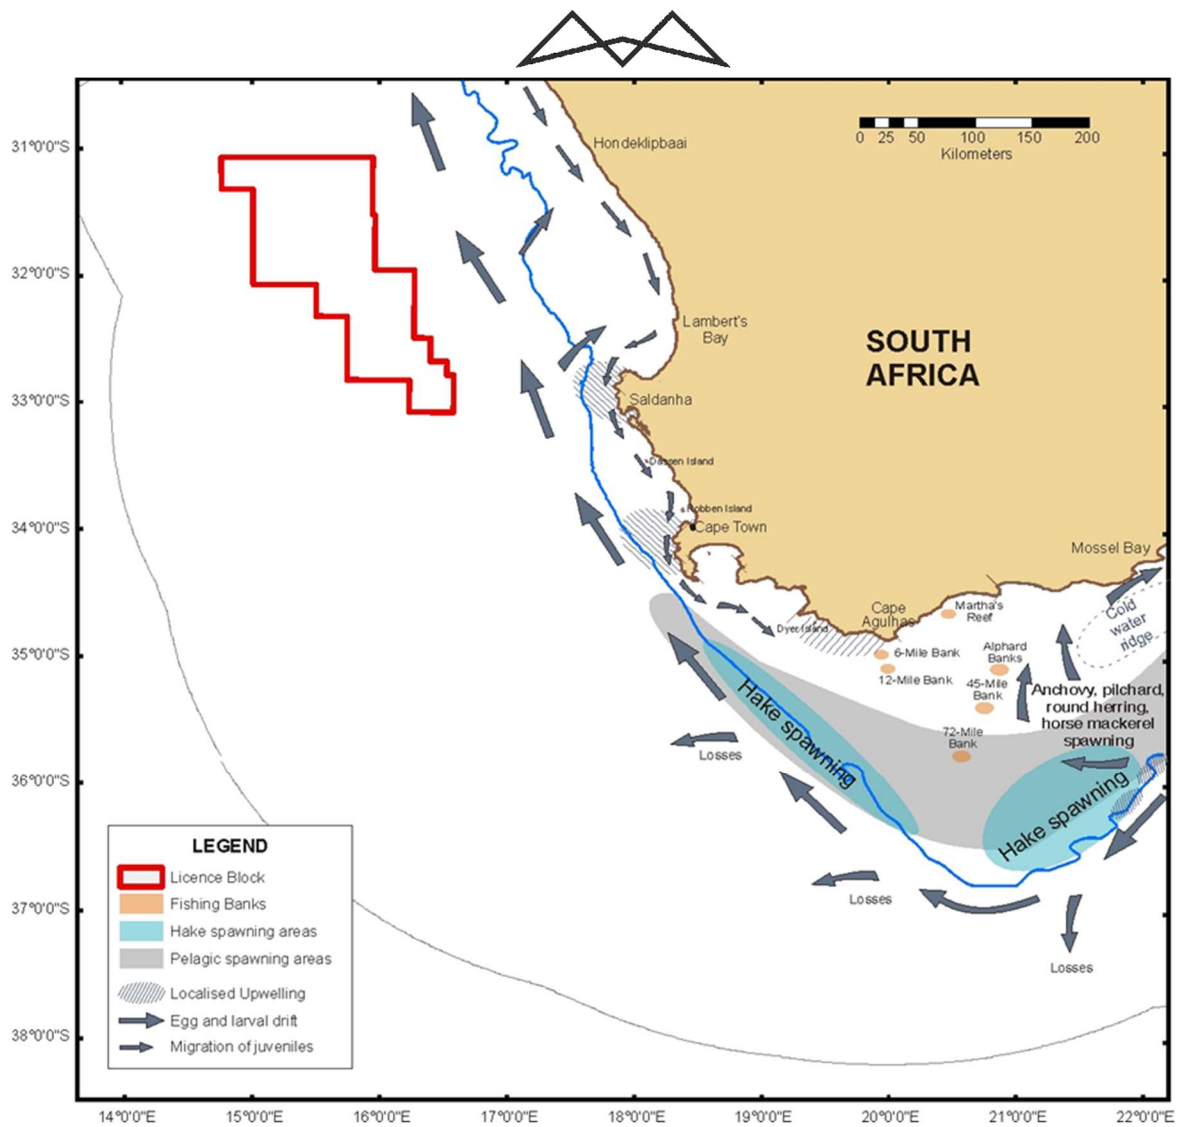 Hondeklipbaai
0 25 50 100 150 200
Kilometers
31°0'0"S
32°0'0"S
33°0'0"S
34°0'0"S
35°0'0"S
36°0'0"S
37°0'0"S
38°0'0"S
Lambert's
Bay
SOUTH
AFRICA
Saldanha
Dassen Island
Robben Island
Cape Town
Mossel Bay
Cape
Agulhas
Martha's
Reef
Cold
water
ridge
Dyer Island
6-Mile Bank
Alphard
Banks
12-Mile Bank
45-Mile
Bank
Anchovy, pilchard,
round herring,
horse mackerel
spawning
72-Mile
Bank
Hake spawning
Losses
Hake spawning
Losses
Losses
LEGEND
Licence Block
Fishing Banks
Hake spawning areas
Pelagic spawning areas
Localised Upwelling
Egg and larval drift
Migration of juveniles
14°0'0"E 15°0'0"E 16°0'0"E 17°0'0"E 18°0'0"E 19°0'0"E 20°0'0"E 21°0'0"E 22°0'0"E